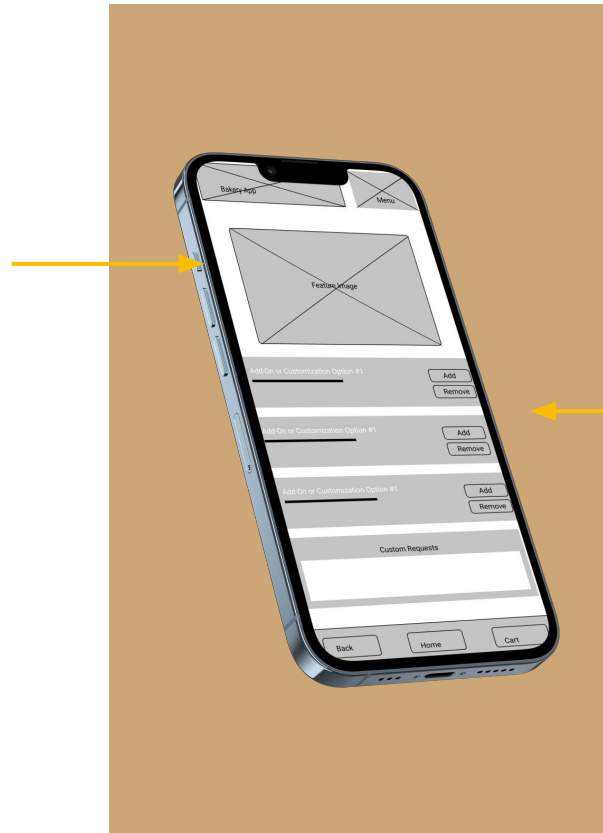 Bakery App
Menu
Feature Image
Add-On or Customization Option #1
Add
Remove
Add-On or Customization Option #1
Add
Remove
Add-On or Customization Option #1
Add
Remove
Custom Requests
Back
Home
Cart